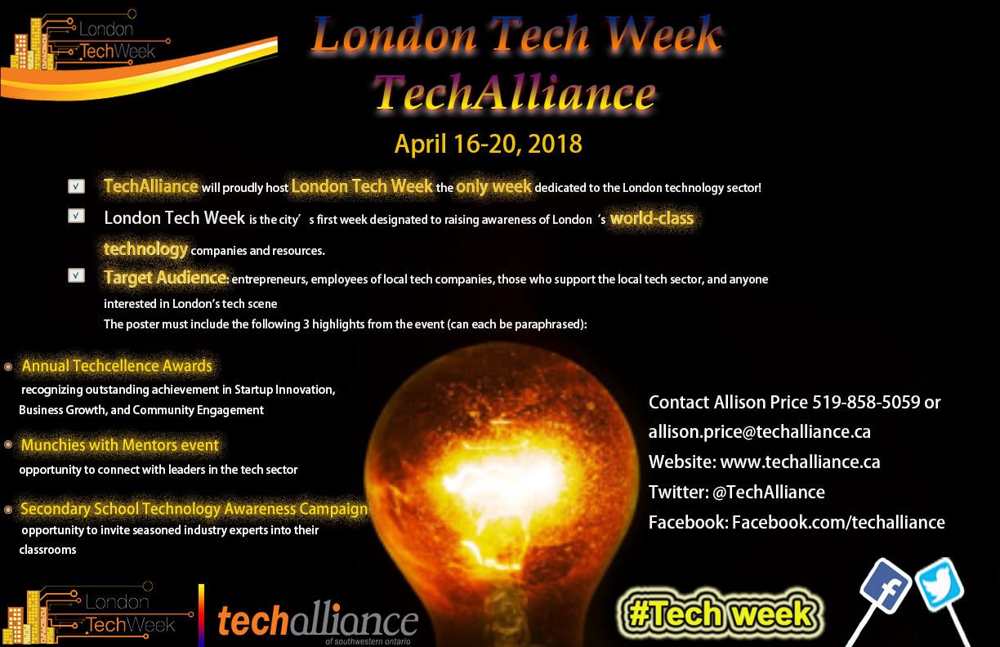 London
TechWeek
London Tech Week
TechAlliance
April 16-20, 2018
TechAlliance will proudly host London Tech Week the only week dedicated to the London technology sector!
London Tech Week is the city’s first week designated to raising awareness of London ‘s world-class
technology companies and resources.
Target Audience: entrepreneurs, employees of local tech companies, those who support the local tech sector, and anyone
interested in London’s tech scene
The poster must include the following 3 highlights from the event (can each be paraphrased):
Annual Techcellence Awards
recognizing outstanding achievement in Startup Innovation,
Business Growth, and Community Engagement
Munchies with Mentors event
opportunity to connect with leaders in the tech sector
Secondary School Technology Awareness Campaign
opportunity to invite seasoned industry experts into their
classrooms
Contact Allison Price 519-858-5059 or
allison.price@techalliance.ca
Website: www.techalliance.ca
Twitter: @TechAlliance
Facebook: Facebook.com/techalliance
London
TechWeek
techalliance
of southwestern ontario
#Tech week
f